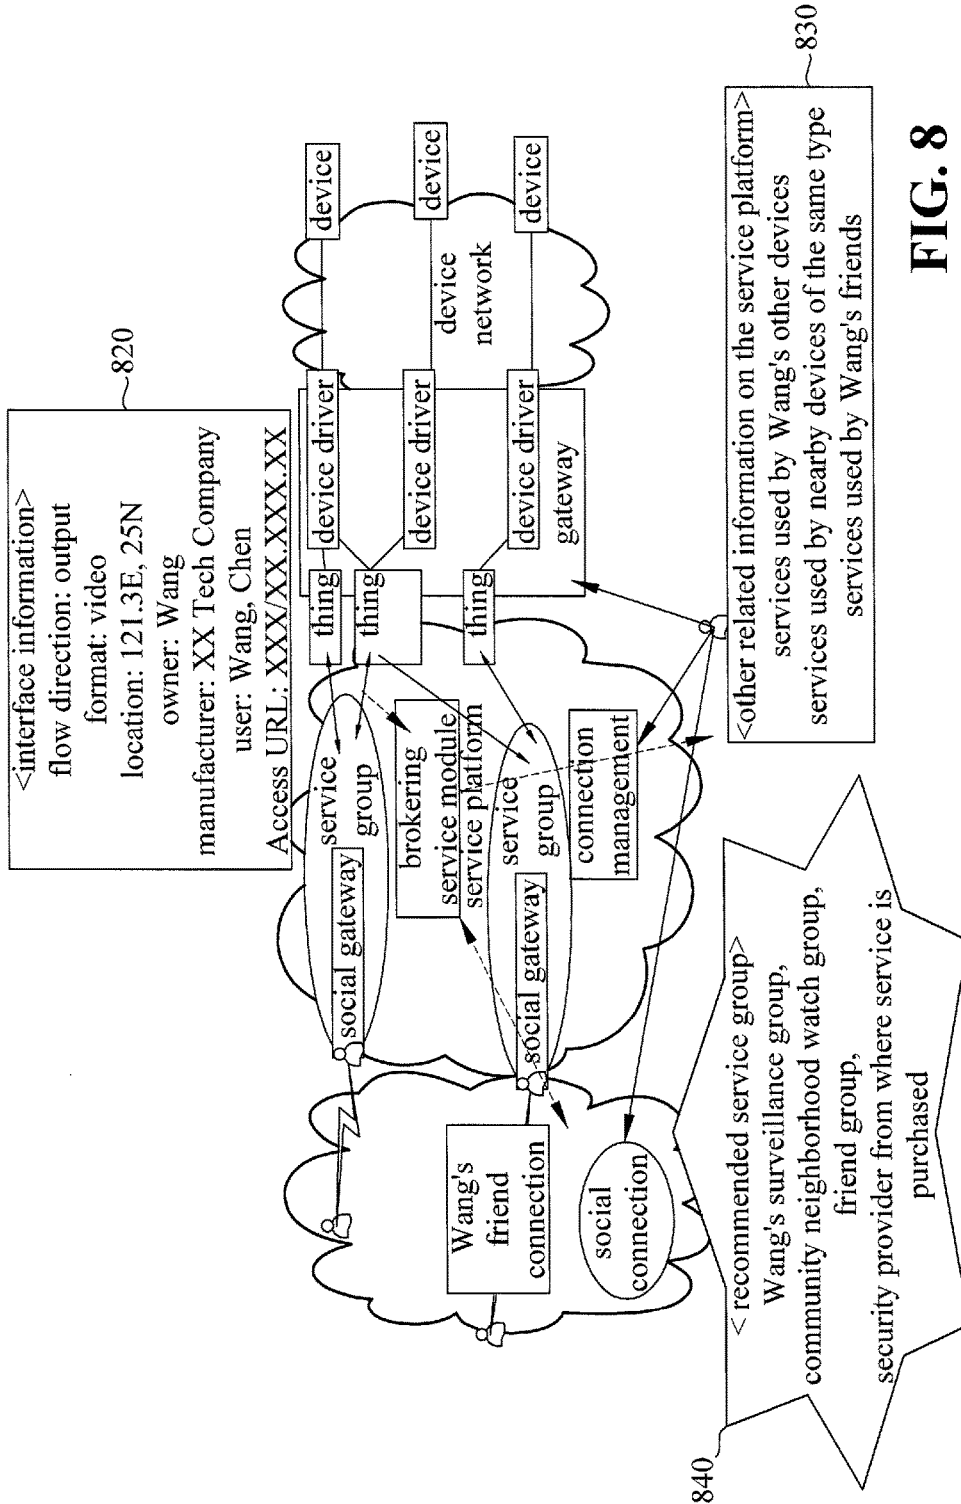 820
<interface information>
flow direction: output
format: video
location: 121.3E, 25N
owner: Wang
manufacturer: XX Tech Company
user: Wang, Chen
Access URL: XXX/XX.XXX.XX
service
group
social gateway
thing
device driver
device
thing
device driver
device
brokering
service module
service platform
device
network
service
group
social gateway
thing
device driver
device
gateway
connection
management
Wang's
friend
connection
social
connection
830
<other related information on the service platform>
services used by Wang's other devices
services used by nearby devices of the same type
services used by Wang's friends
840
<recommended service group>
Wang's surveillance group,
community neighborhood watch group,
friend group,
security provider from where service is
purchased
FIG. 8